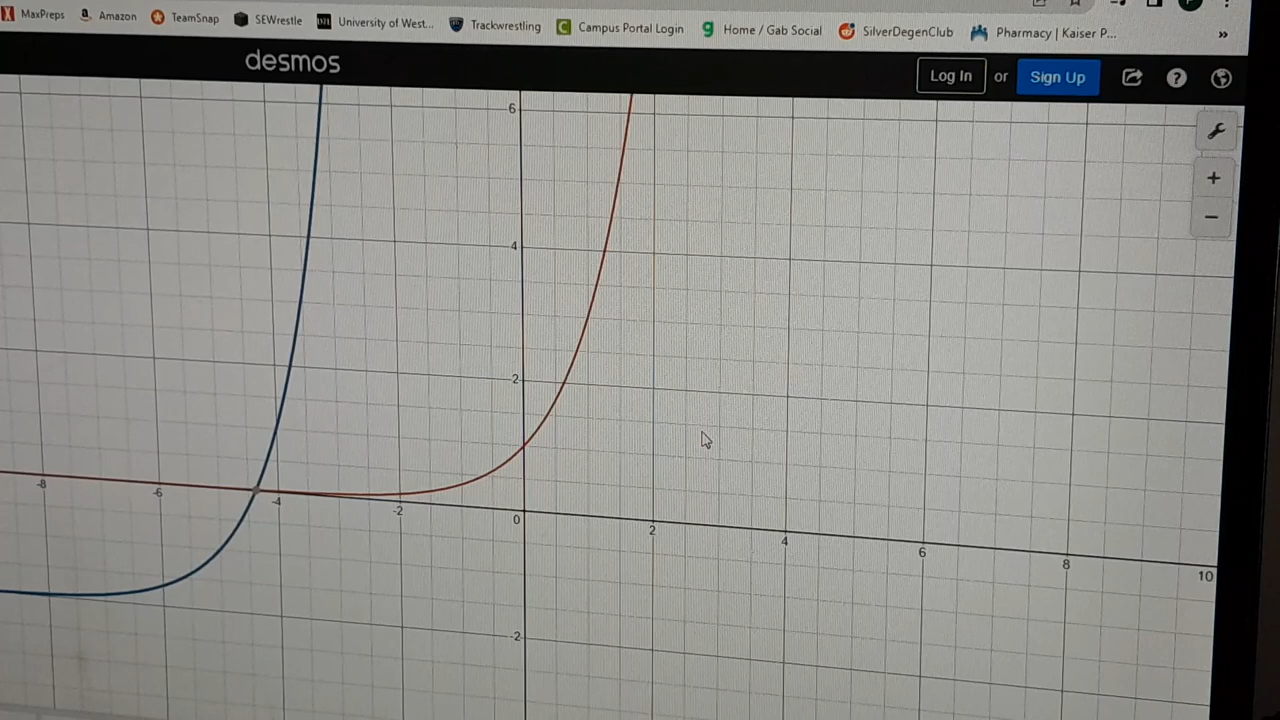 MaxPreps Amazon TeamSnap SEWrestle University of West... Trackwrestling Campus Portal Login Home / Gab Social SilverDegenClub Pharmacy | Kaiser P... »
desmos Log In or Sign Up ?
6
4
2
-8 -6 -4 -2 0 2 4 6 8 10
-2
+
−